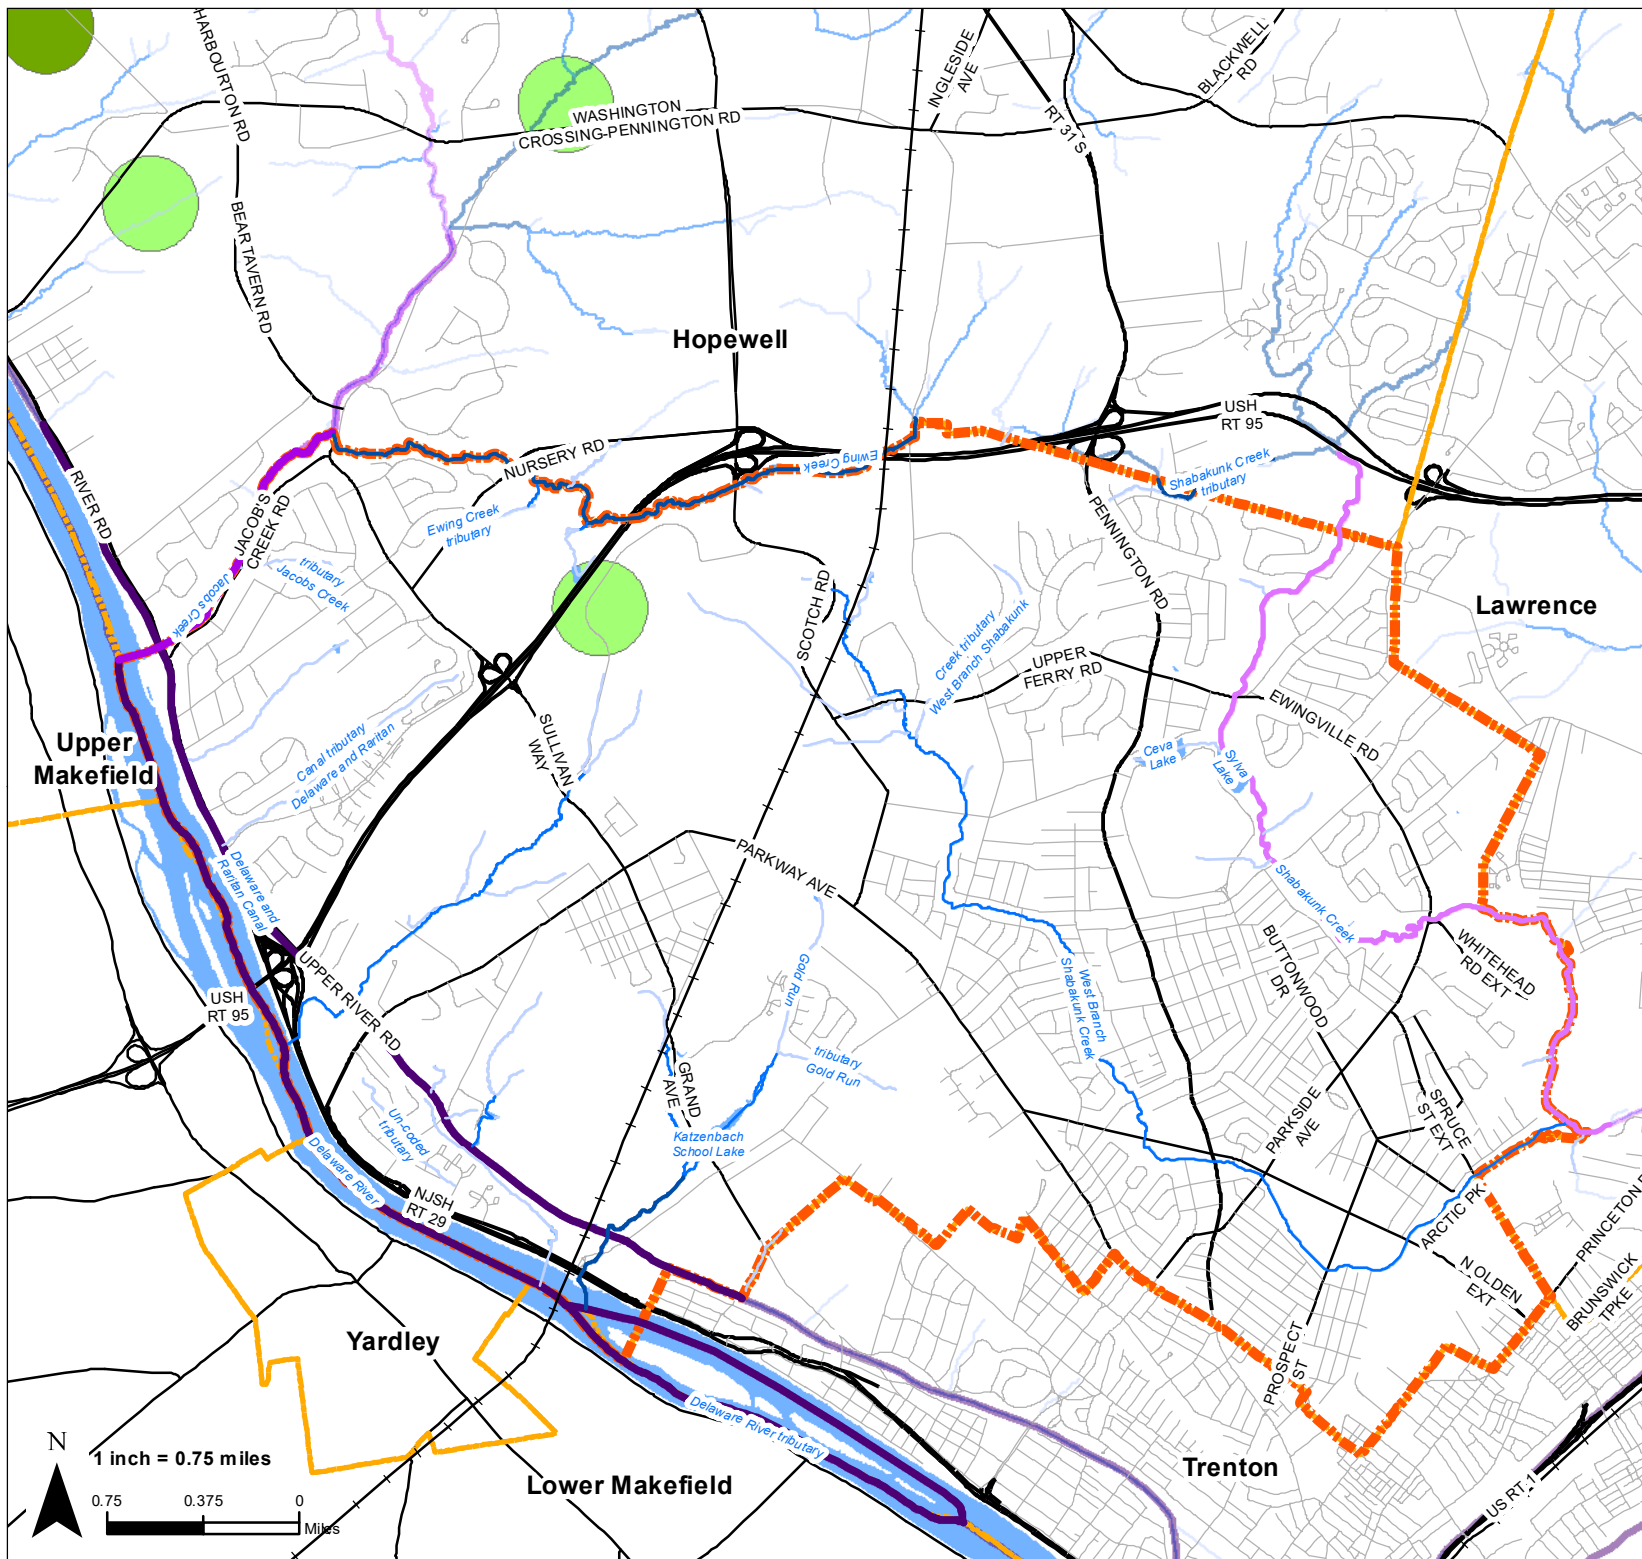 HARBOURTON RD
INGLESIDE
AVE
BLACKWELL
RD
WASHINGTON
CROSSING-PENNINGTON RD
RT 31 S
BEAR TAVERN RD
Hopewell
USH
RT 95
RIVER RD
NURSERY RD
Ewing Creek
Shabakunk Creek
tributary
JACOB'S
CREEK RD
Ewing Creek
tributary
PENNINGTON RD
tributary
Jacobs Creek
Jacobs Creek
SCOTCH RD
Creek tributary
West Branch Shabakunk
Lawrence
UPPER
FERRY RD
EWINGVILLE RD
Upper
Makefield
Canal tributary
Delaware and Raritan
SULLIVAN
WAY
Ceva
Lake
Sylva
Lake
Delaware and
Raritan Canal
PARKWAY AVE
Shabakunk Creek
BUTTONWOOD
DR
WHITEHEAD
RD EXT
USH
RT 95
UPPER RIVER RD
Gold Run
West Branch
Shabakunk Creek
tributary
Gold Run
GRAND
AVE
Un-coded
tributary
Katzenbach
School Lake
PARKSIDE
AVE
SPRUCE
ST EXT
Delaware River
NJSH
RT 29
ARCTIC PK
PRINCETON
N OLDEN
EXT
BRUNSWICK
TPKE
Yardley
PROSPECT
ST
Delaware River tributary
Trenton
Lower Makefield
US RT 1
N
1 inch = 0.75 miles
0.75 0.375 0
Miles